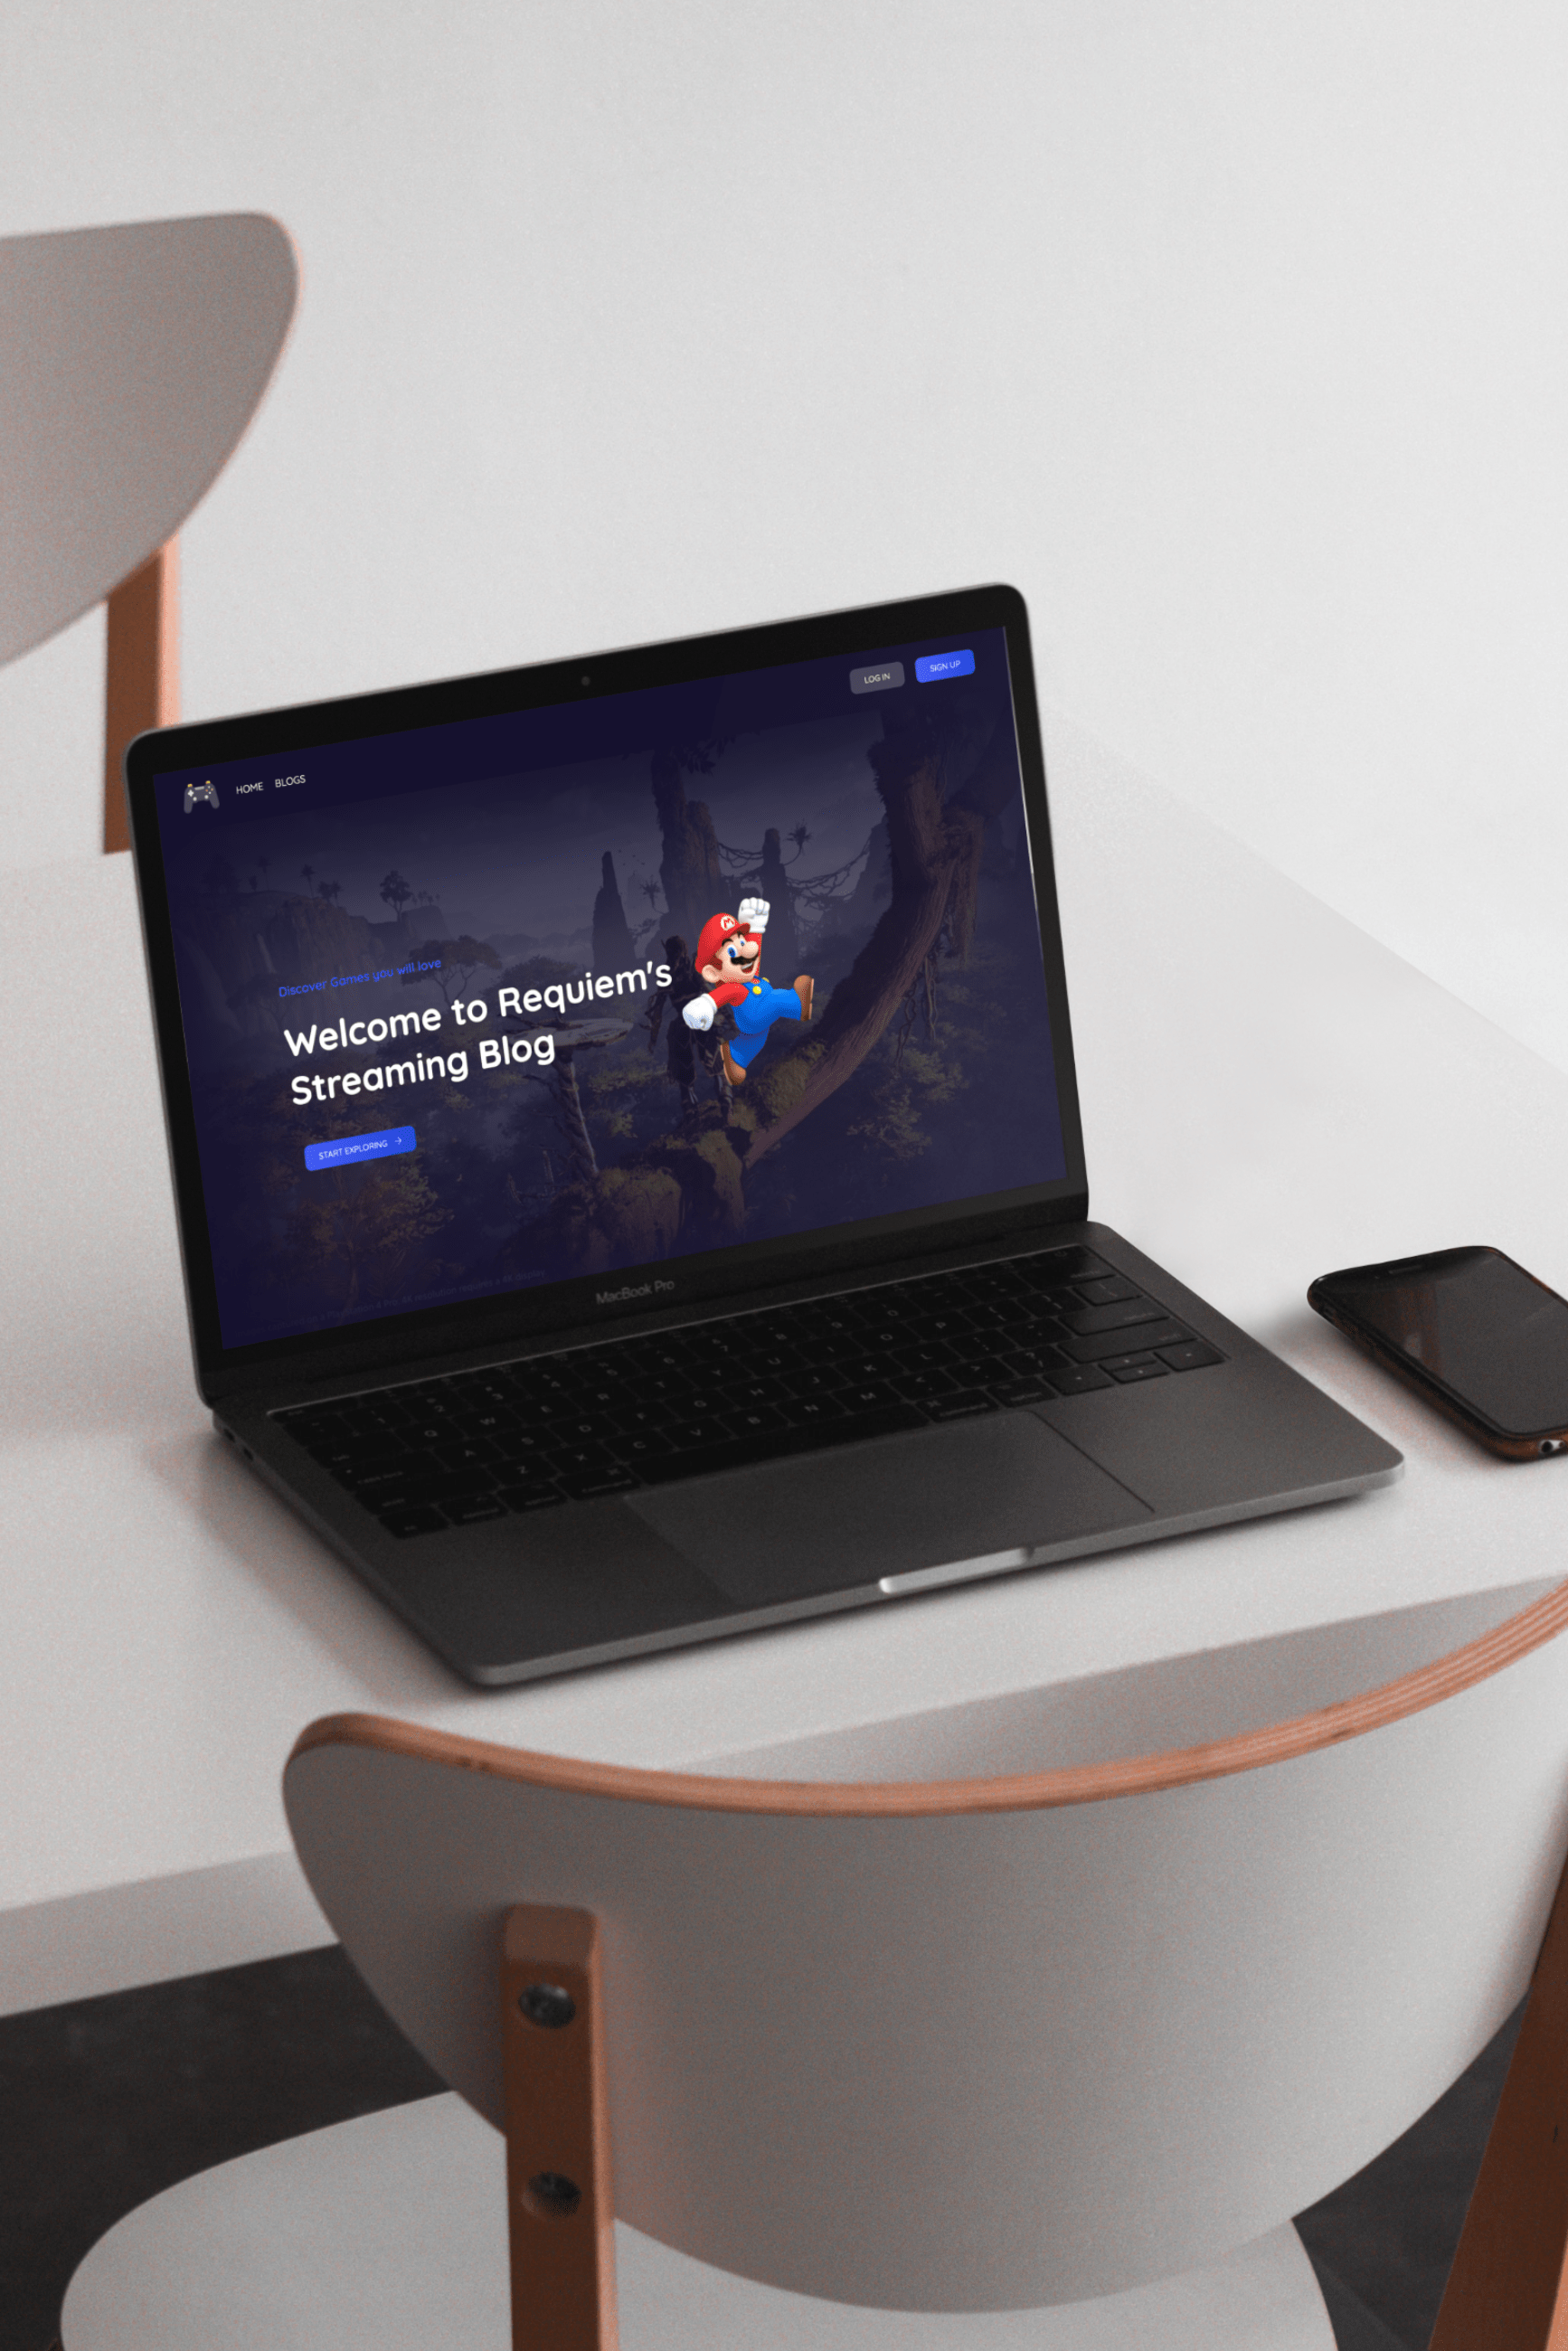 HOME BLOGS
LOG IN
SIGN UP
Discover Games you will love
Welcome to Requiem's
Streaming Blog
START EXPLORING →
MacBook Pro
Q W E R T Y U I O P
A S D F G H J K L
Z X C V B N M